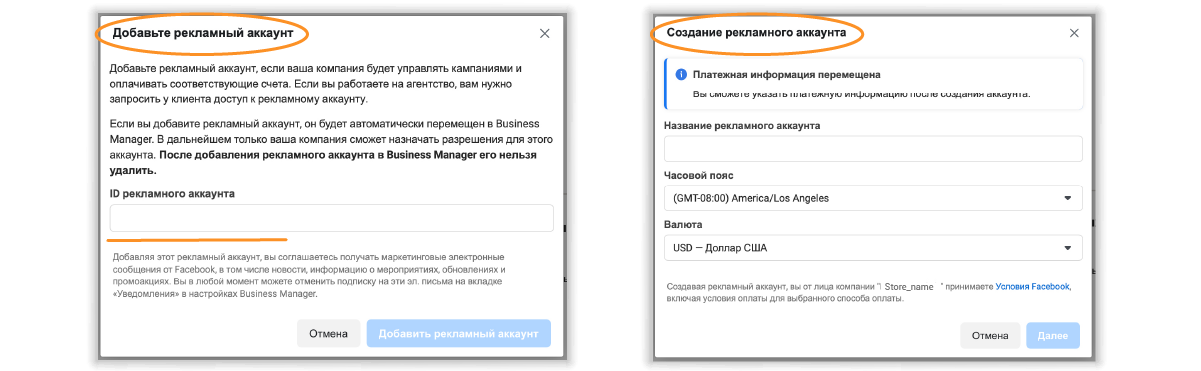 Добавьте рекламный аккаунт
Добавьте рекламный аккаунт, если ваша компания будет управлять кампаниями и
оплачивать соответствующие счета. Если вы работаете на агентство, вам нужно
запросить у клиента доступ к рекламному аккаунту.
Если вы добавите рекламный аккаунт, он будет автоматически перемещен в Business
Manager. В дальнейшем только ваша компания сможет назначать разрешения для этого
аккаунта. После добавления рекламного аккаунта в Business Manager его нельзя
удалить.
ID рекламного аккаунта
Добавляя этот рекламный аккаунт, вы соглашаетесь получать маркетинговые электронные
сообщения от Facebook, в том числе новости, информацию о мероприятиях, обновлениях и
промоакциях. Вы в любой момент можете отменить подписку на эти эл. письма на вкладке
«Уведомления» в настройках Business Manager.
Отмена
Добавить рекламный аккаунт
Создание рекламного аккаунта
Платежная информация перемещена
Вы сможете указать платежную информацию после создания аккаунта.
Название рекламного аккаунта
Часовой пояс
(GMT-08:00) America/Los Angeles
Валюта
USD — Доллар США
Создавая рекламный аккаунт, вы от лица компании "Store_name" принимаете Условия Facebook,
включая условия оплаты для выбранного способа оплаты.
Отмена
Далее